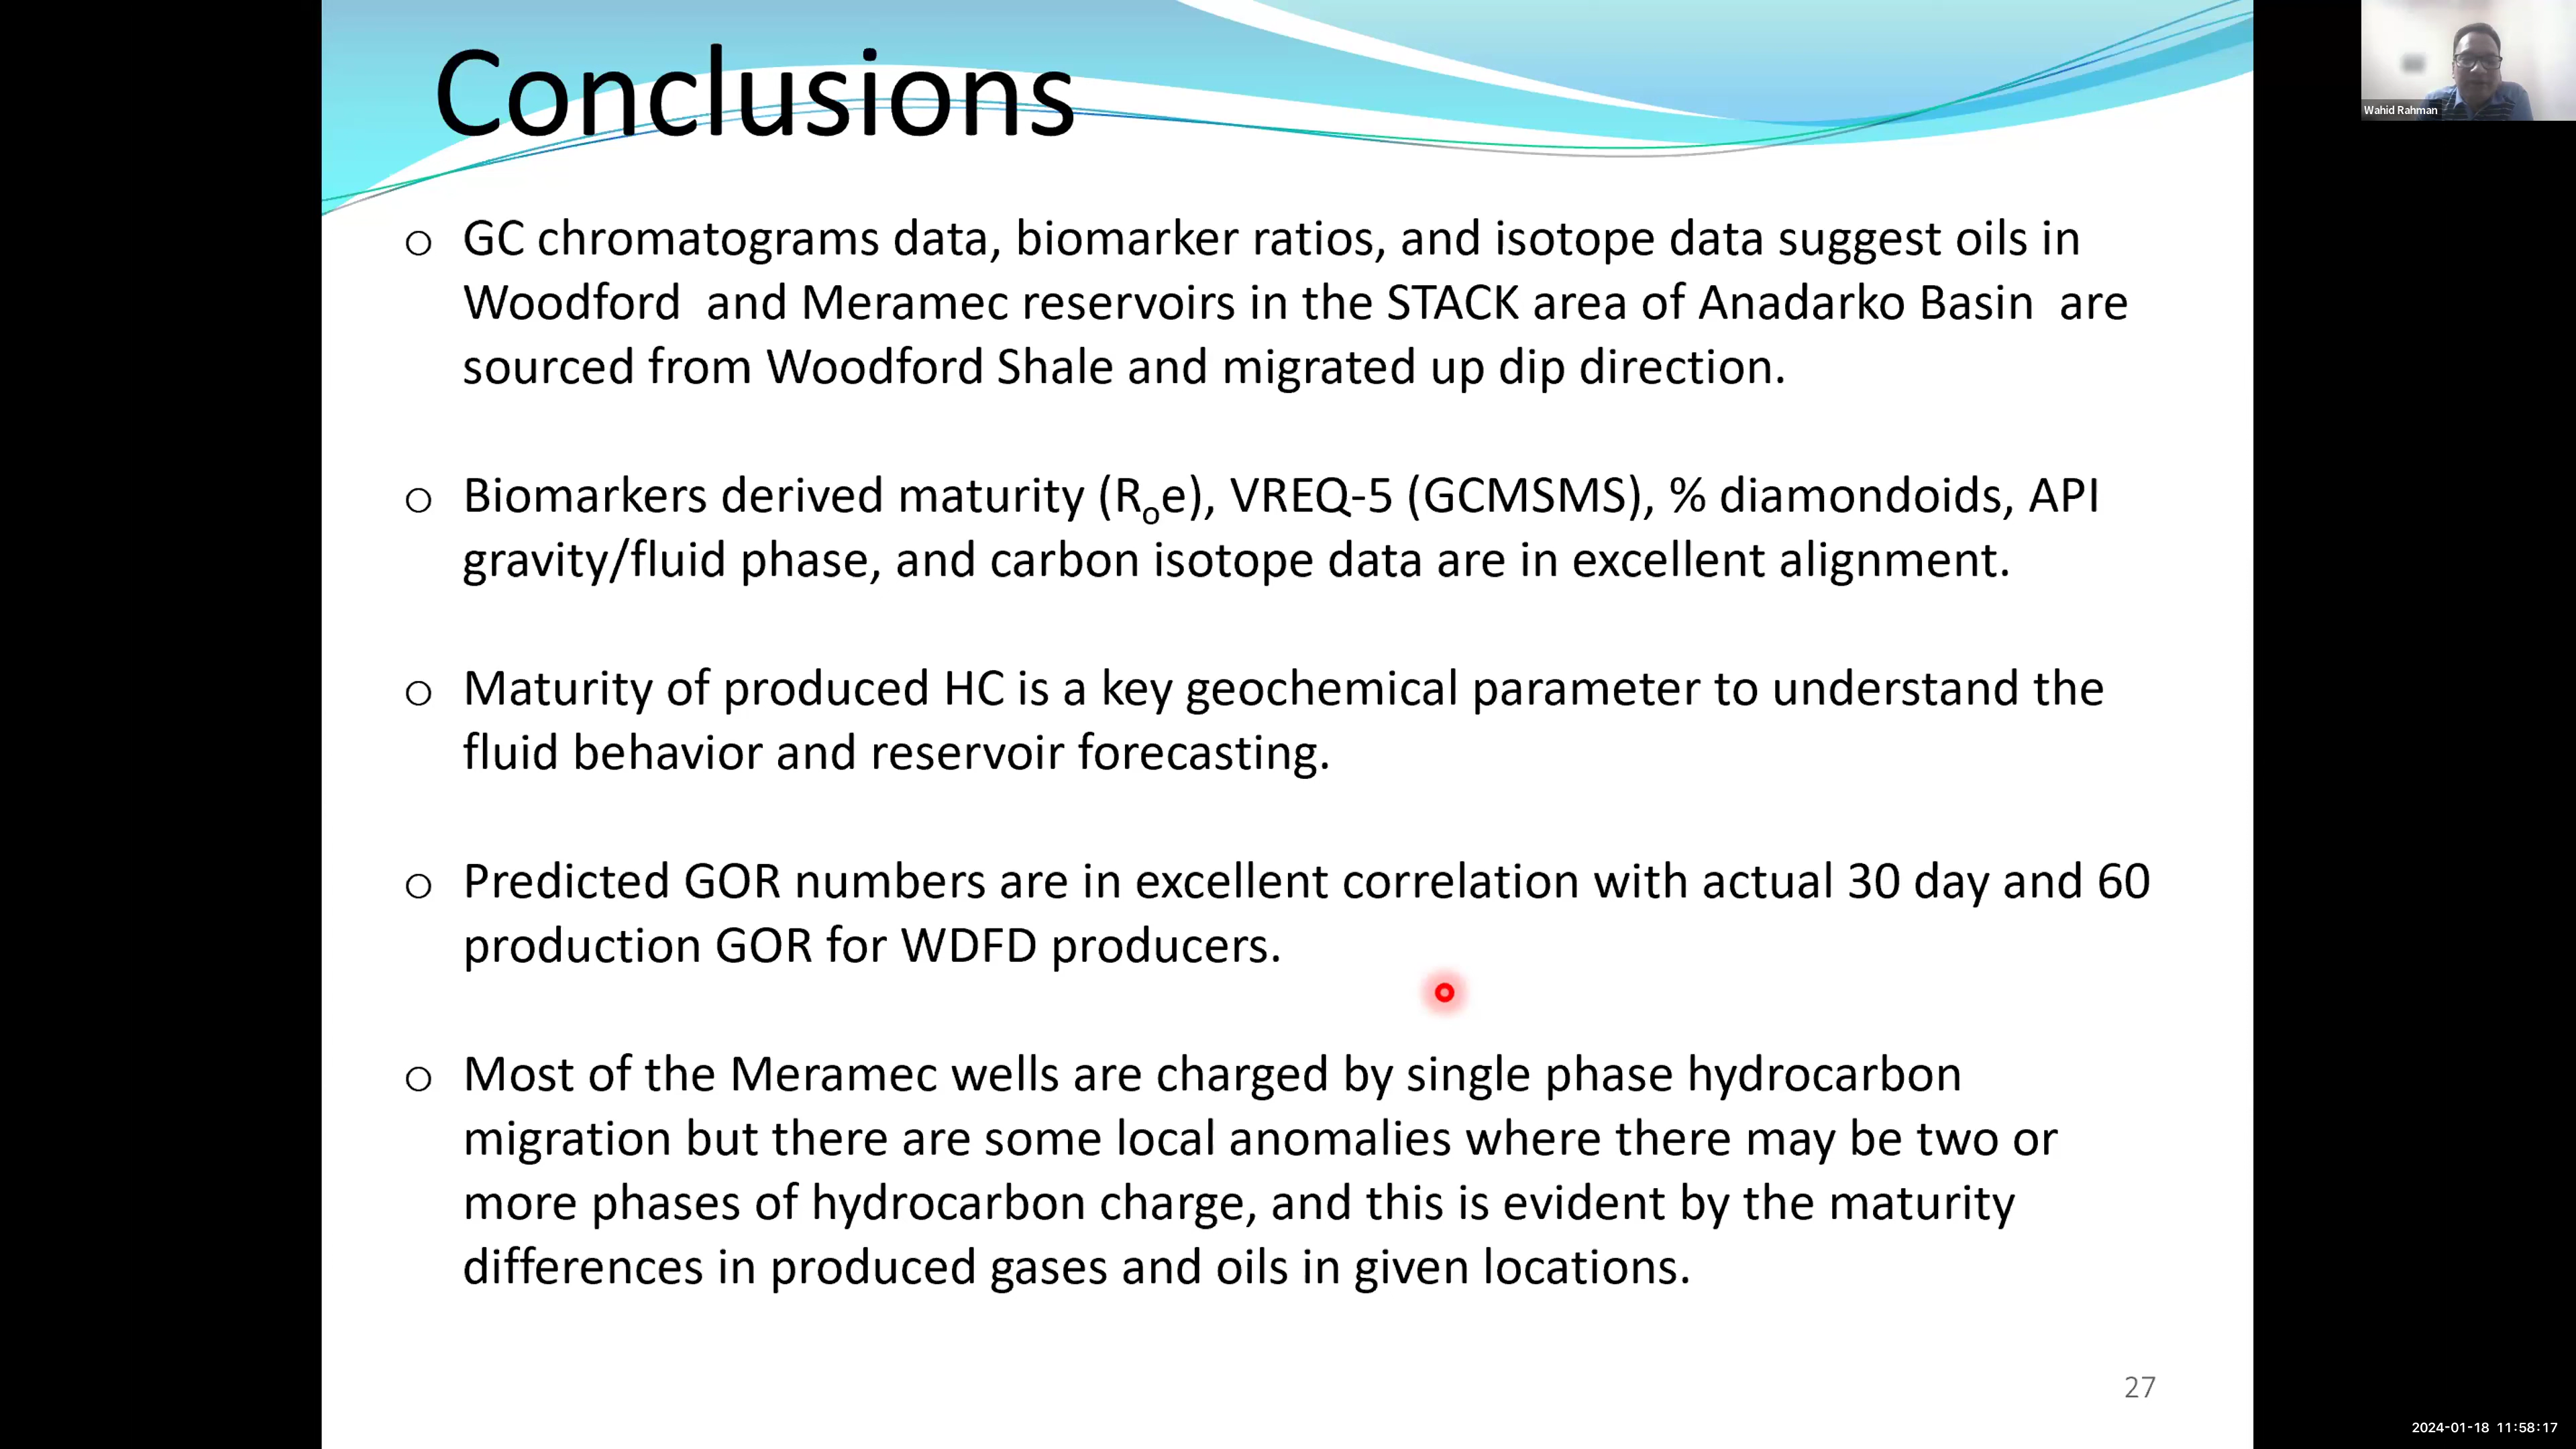 Conclusions
Wahid Rahman
o GC chromatograms data, biomarker ratios, and isotope data suggest oils in
Woodford and Meramec reservoirs in the STACK area of Anadarko Basin are
sourced from Woodford Shale and migrated up dip direction.
o Biomarkers derived maturity (Roe), VREQ-5 (GCMSMS), % diamondoids, API
gravity/fluid phase, and carbon isotope data are in excellent alignment.
o Maturity of produced HC is a key geochemical parameter to understand the
fluid behavior and reservoir forecasting.
o Predicted GOR numbers are in excellent correlation with actual 30 day and 60
production GOR for WDFD producers.
o Most of the Meramec wells are charged by single phase hydrocarbon
migration but there are some local anomalies where there may be two or
more phases of hydrocarbon charge, and this is evident by the maturity
differences in produced gases and oils in given locations.
27
2024-01-18 11:58:17